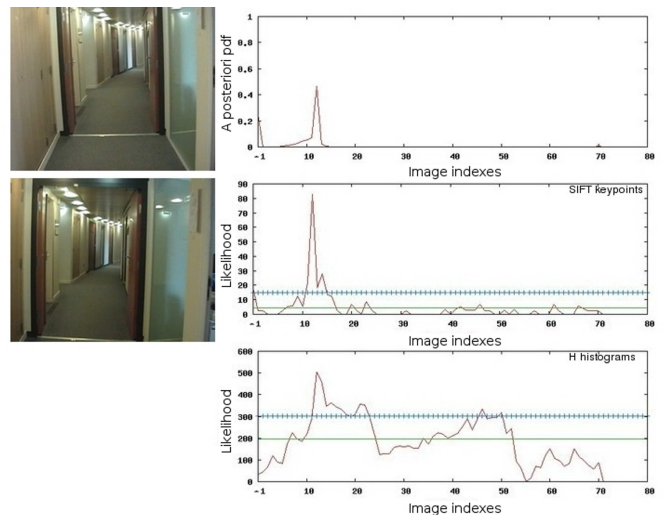 A posteriori pdf
1
0.8
0.6
0.4
0.2
0
-1 10 20 30 40 50 60 70 80
Image indexes
SIFT keypoints
Likelihood
90
80
70
60
50
40
30
20
10
0
-1 10 20 30 40 50 60 70 80
Image indexes
H histograms
Likelihood
600
500
400
300
200
100
0
-1 10 20 30 40 50 60 70 80
Image indexes